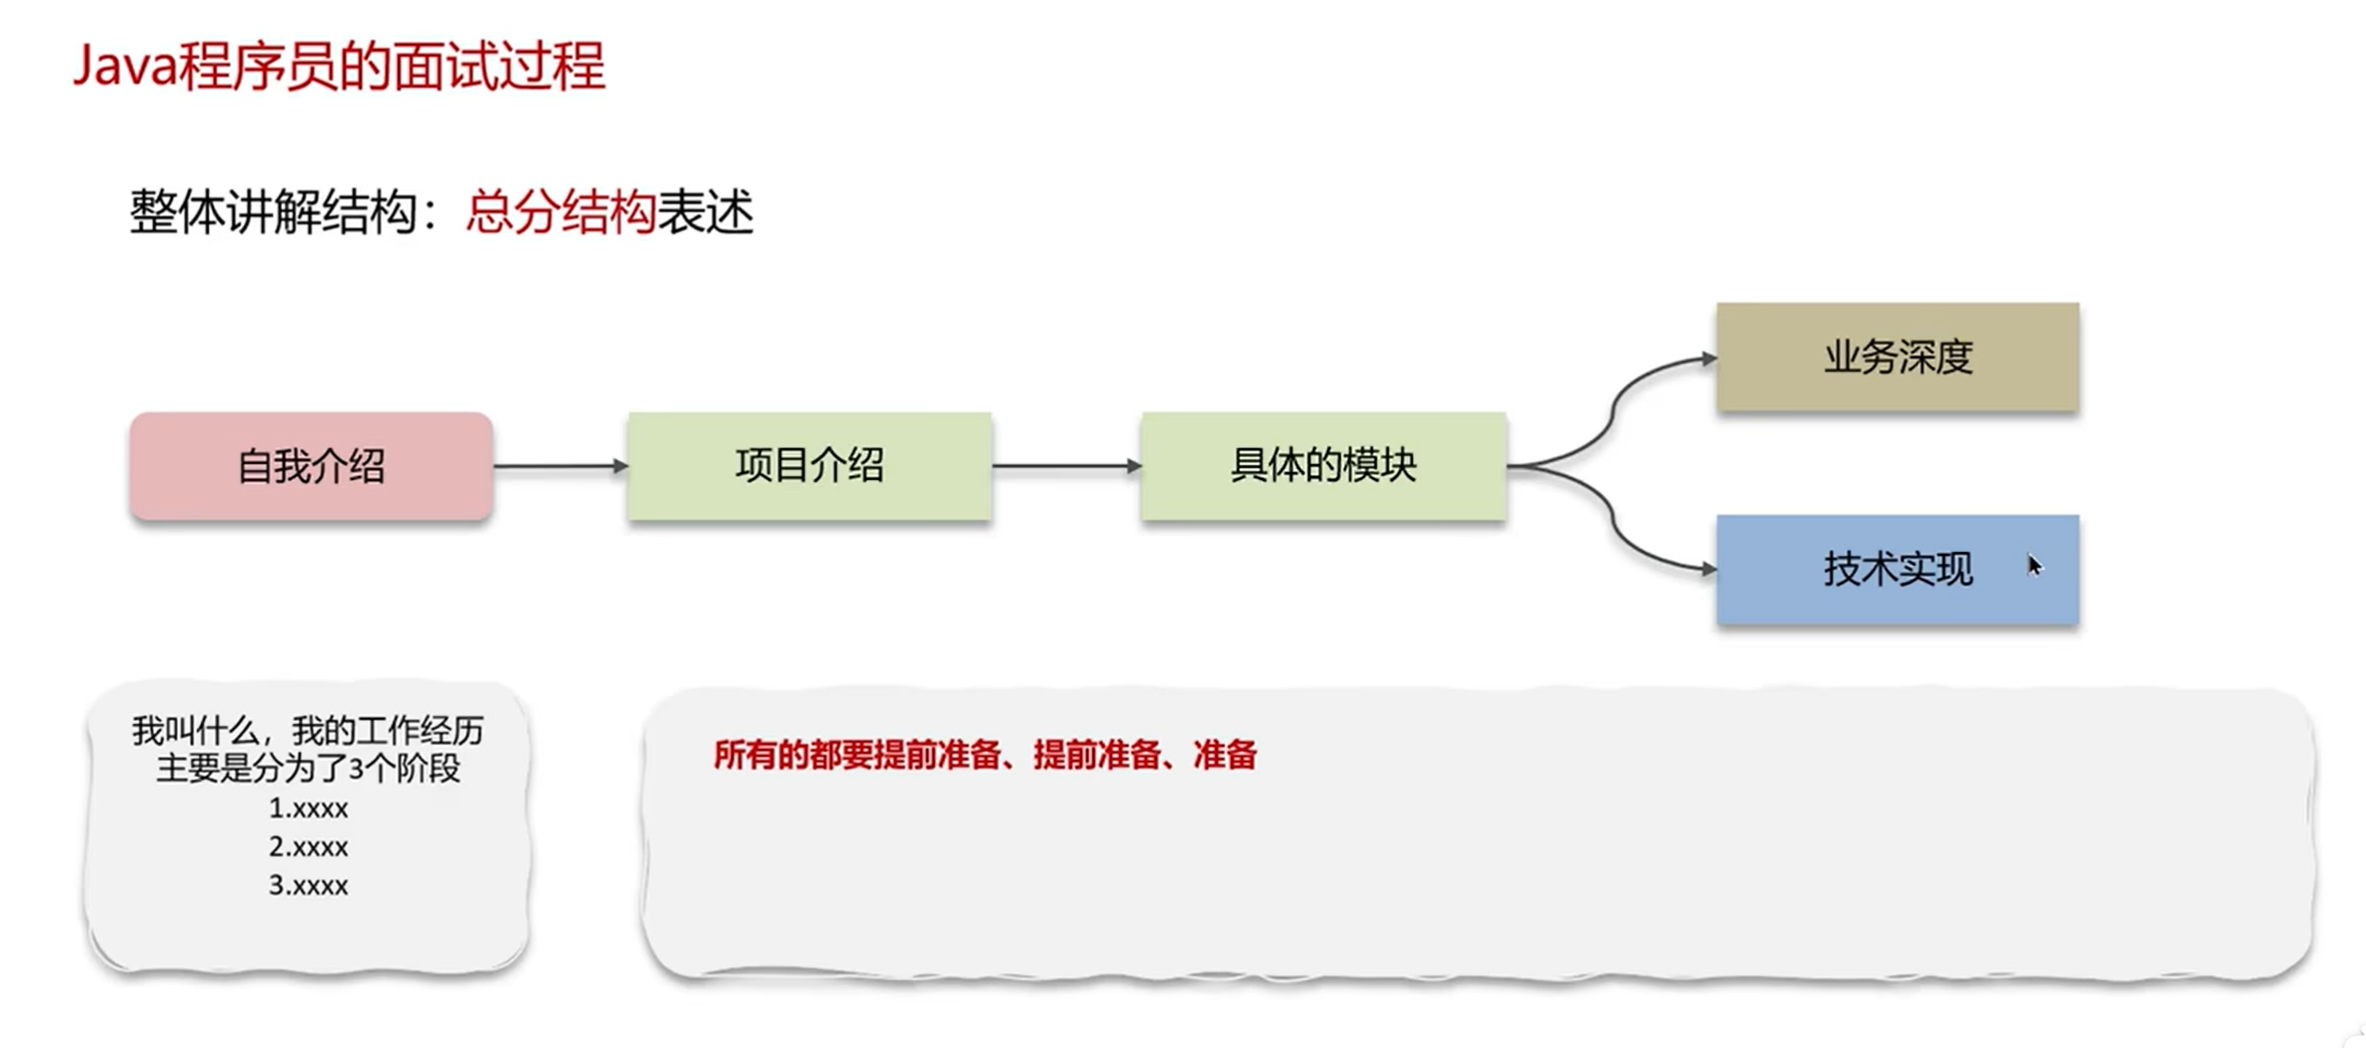 Java程序员的面试过程
整体讲解结构：总分结构表述
自我介绍
项目介绍
具体的模块
业务深度
技术实现
我叫什么，我的工作经历
主要是分为了3个阶段
1.xxxx
2.xxxx
3.xxxx
所有的都要提前准备、提前准备、准备